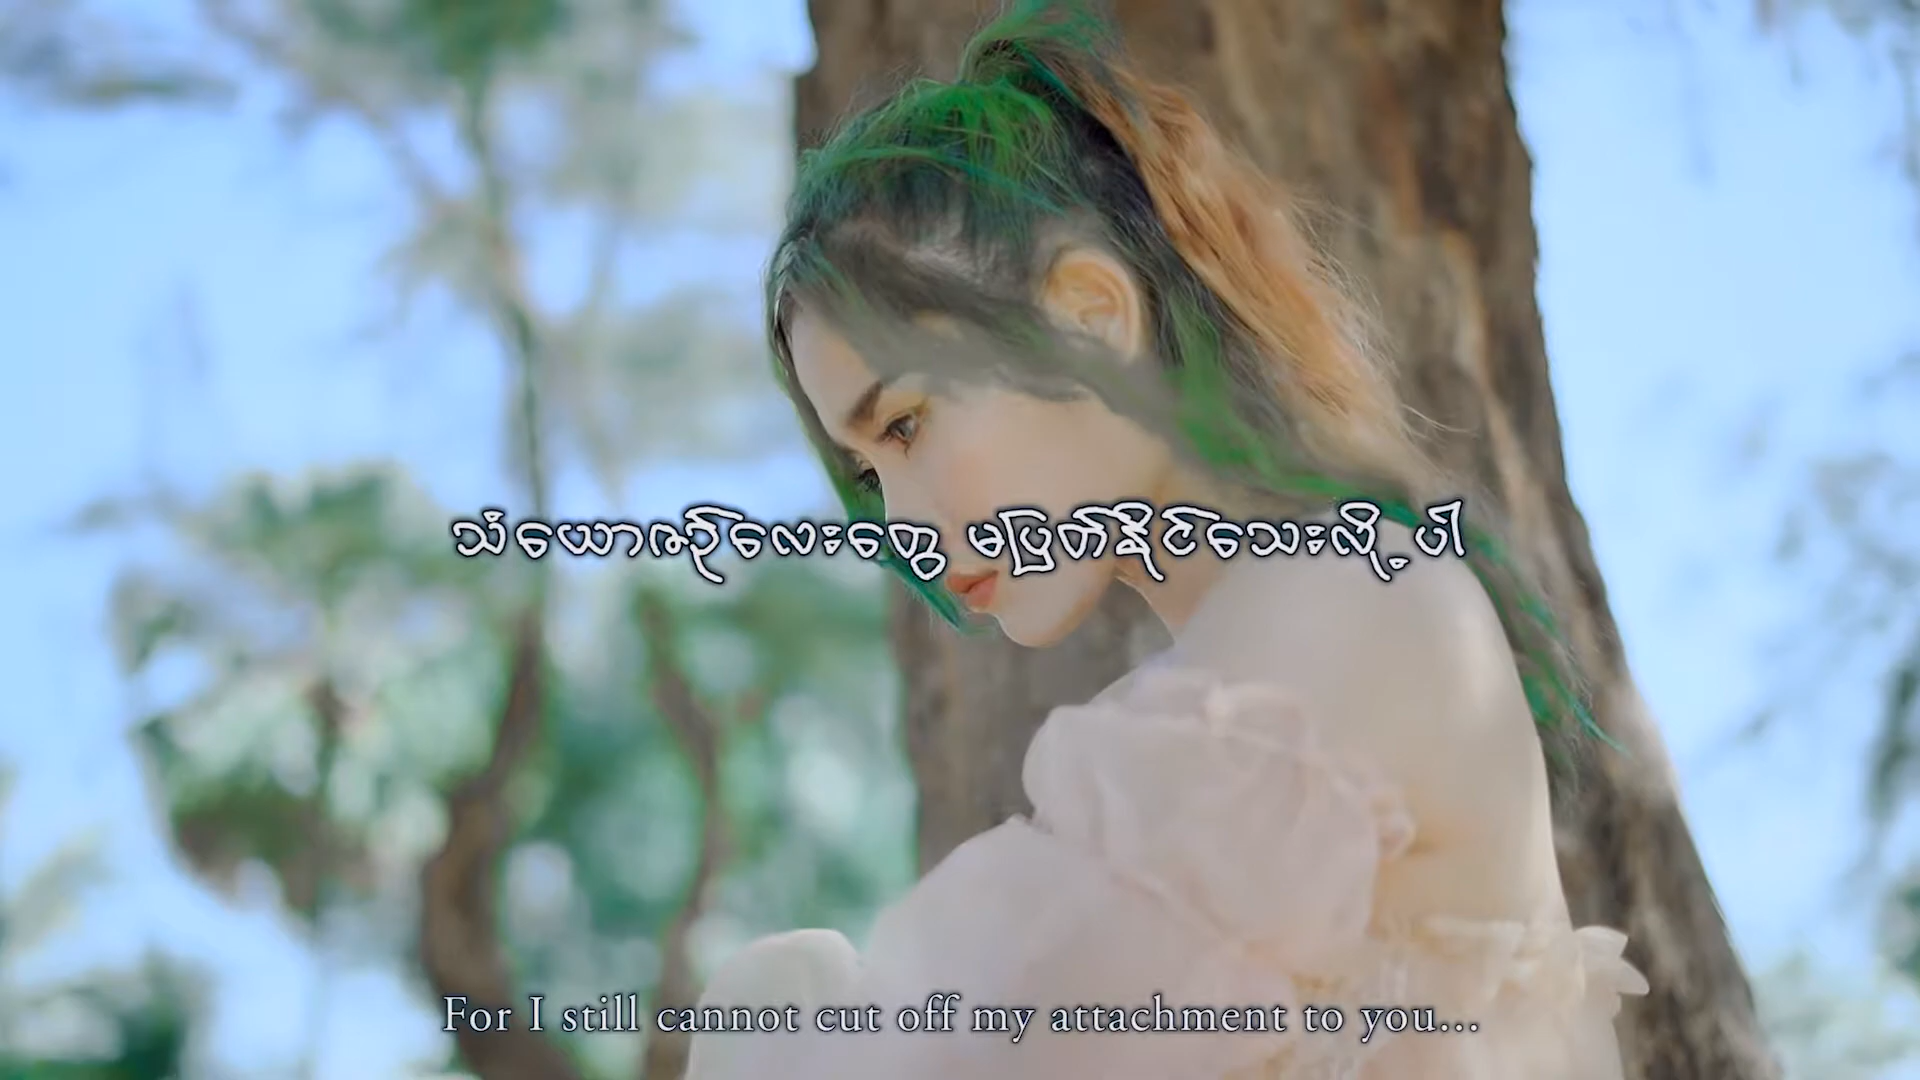 သံယောဇဉ်လေးတွေ မပြတ်နိုင်သေးလို့ပါ
For I still cannot cut off my attachment to you...